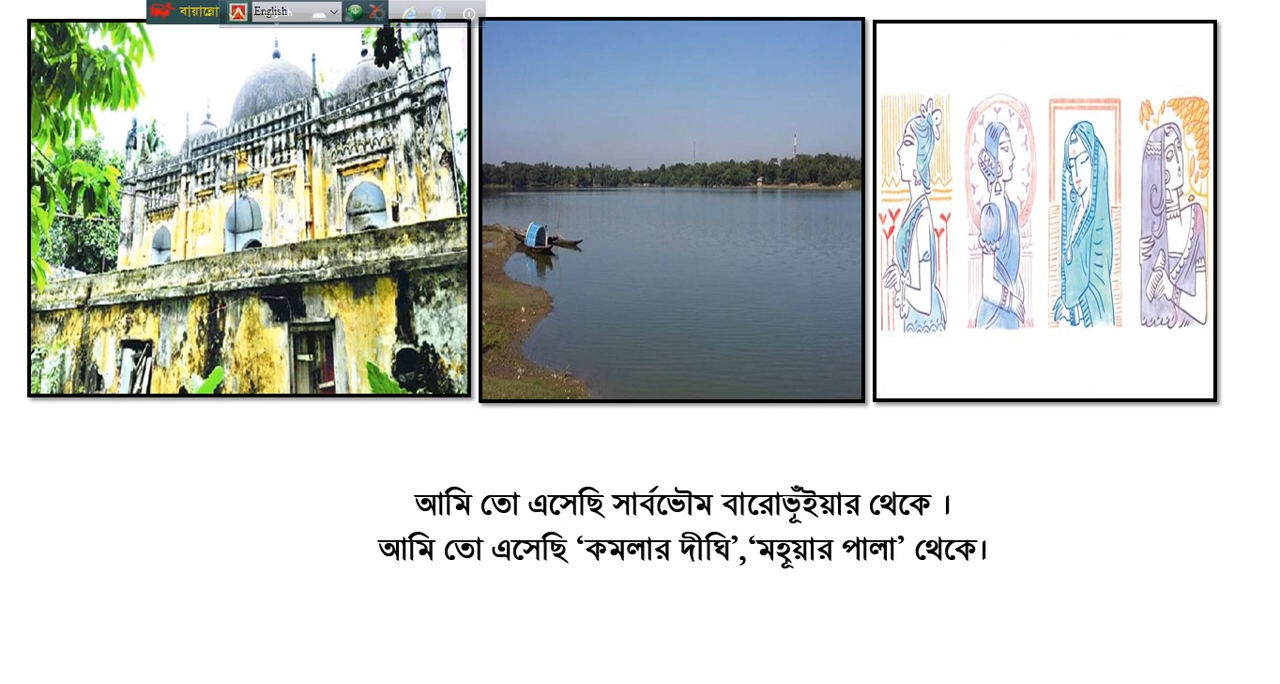 বায়ান্নো English
আমি তো এসেছি সার্বভৌম বারোভূঁইয়ার থেকে ।
আমি তো এসেছি ‘কমলার দীঘি’,‘মহূয়ার পালা’ থেকে।